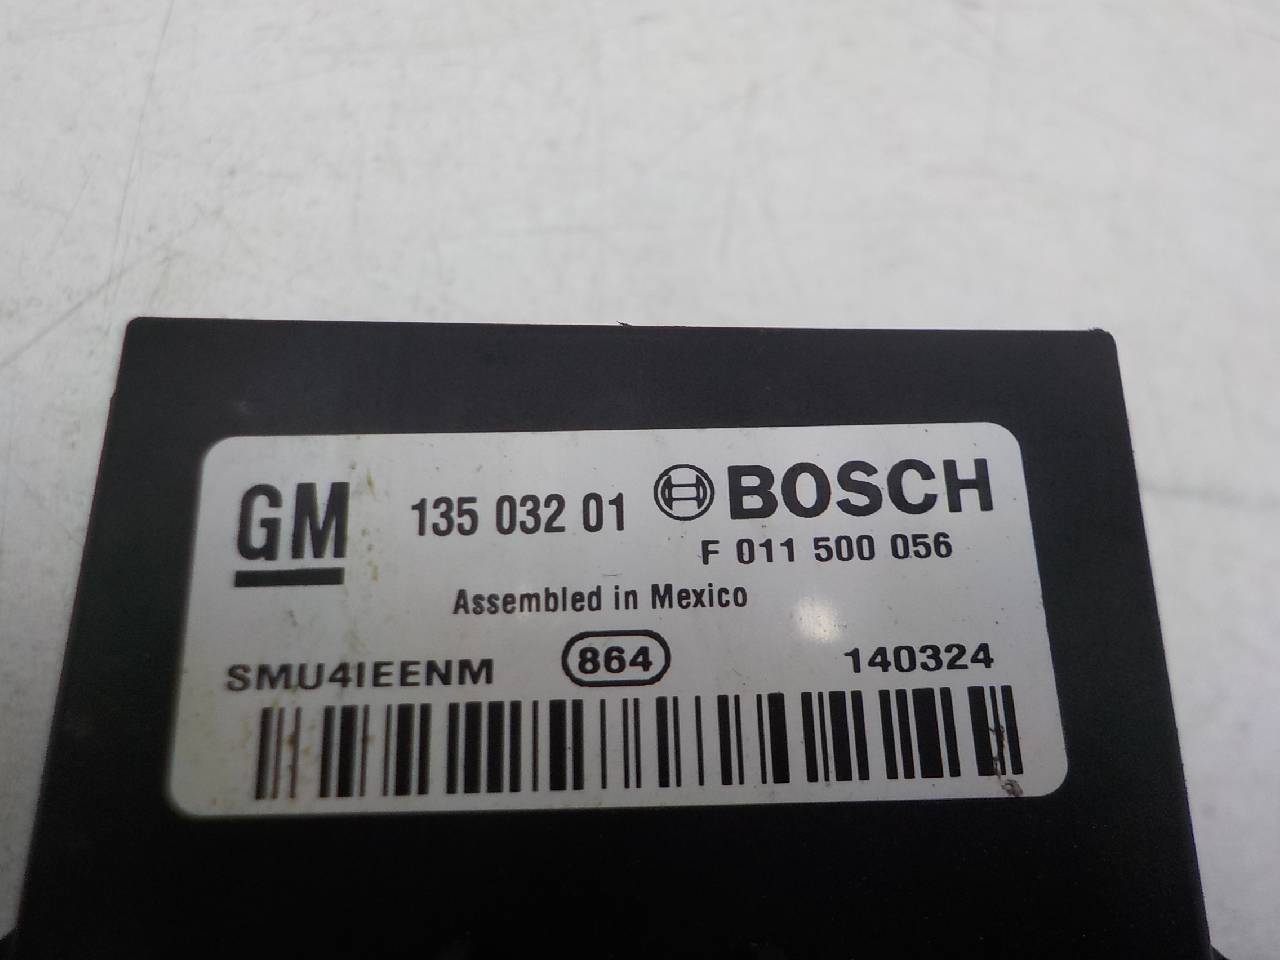 GM 135 032 01 BOSCH
F 011 500 056
Assembled in Mexico
SMU4IEENM 864 140324